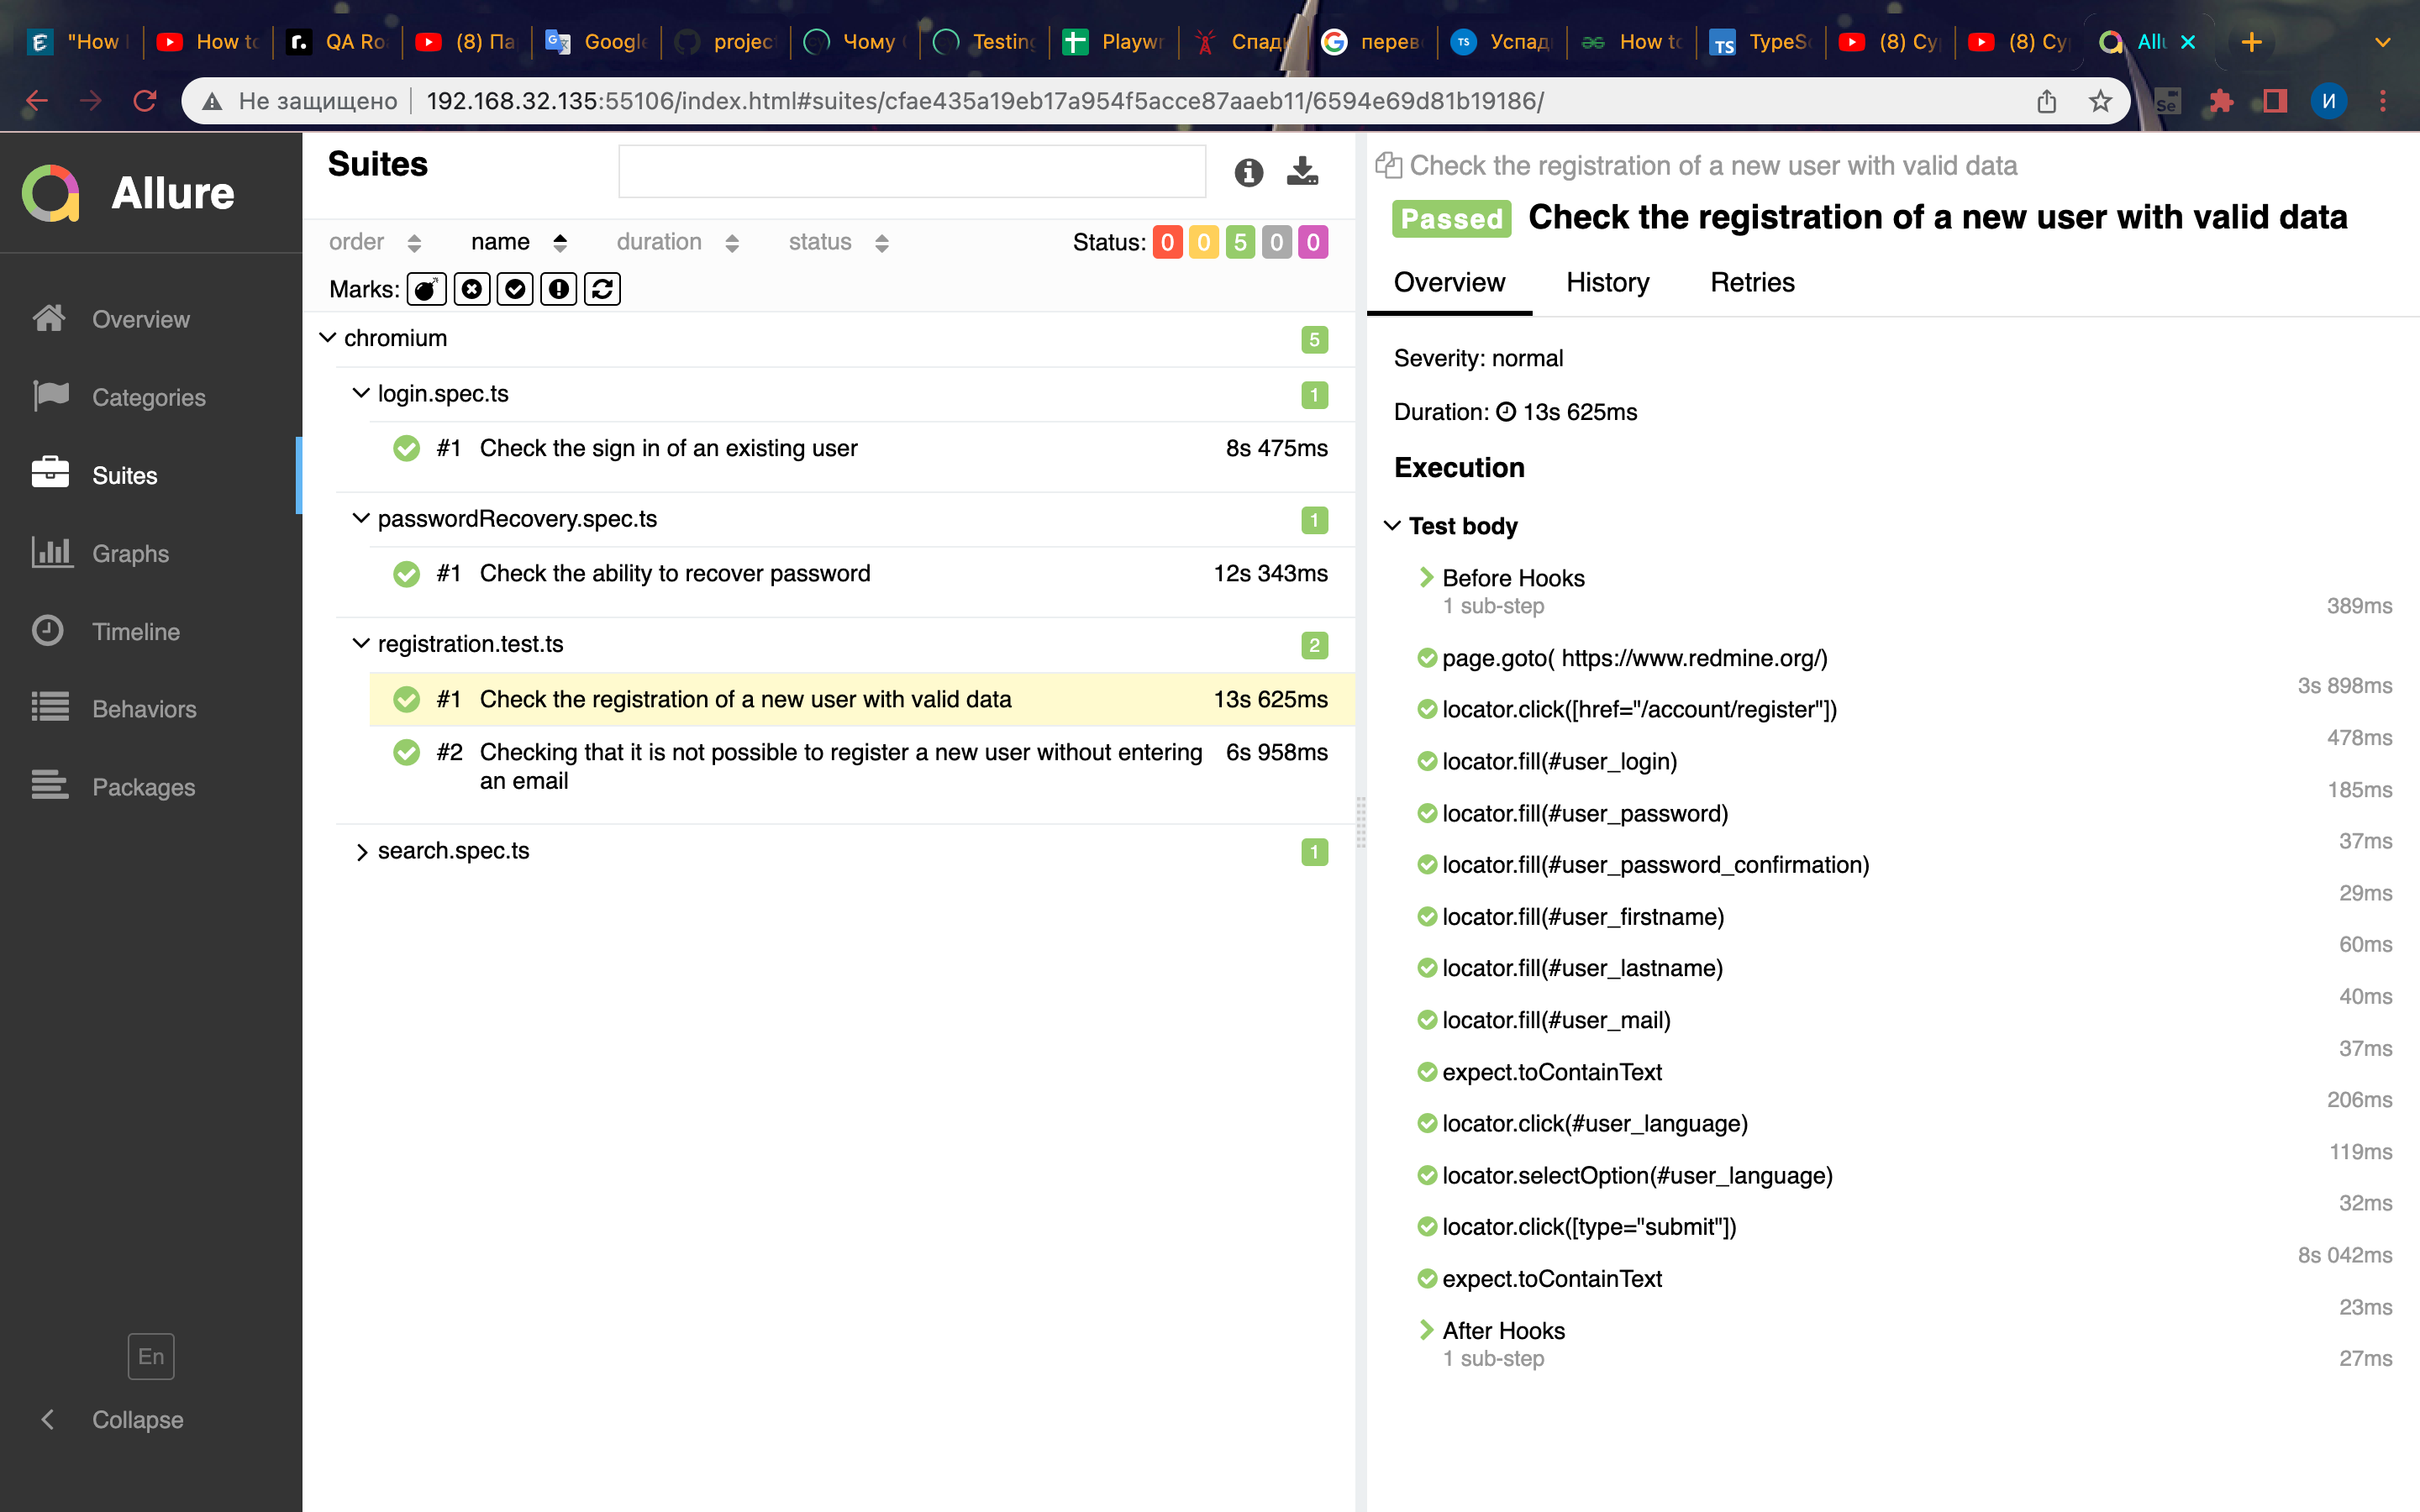 "How
How to
QA Ro
(8) Па
Google
projec
Чому
Testing
Playwr
Спад
перев
Успад
How to
TypeSc
(8) Су
(8) Су
Allu
Не защищено
192.168.32.135:55106/index.html#suites/cfae435a19eb17a954f5acce87aaeb11/6594e69d81b19186/
Se
И
Allure
Overview
Categories
Suites
Graphs
Timeline
Behaviors
Packages
En
Collapse
Suites
order name duration status Status: 0 0 5 0 0
Marks:
chromium 5
login.spec.ts 1
#1 Check the sign in of an existing user 8s 475ms
passwordRecovery.spec.ts 1
#1 Check the ability to recover password 12s 343ms
registration.test.ts 2
#1 Check the registration of a new user with valid data 13s 625ms
#2 Checking that it is not possible to register a new user without entering 6s 958ms
an email
search.spec.ts 1
Check the registration of a new user with valid data
Passed Check the registration of a new user with valid data
Overview History Retries
Severity: normal
Duration: 13s 625ms
Execution
Test body
Before Hooks
1 sub-step 389ms
page.goto( https://www.redmine.org/)
3s 898ms
locator.click([href="/account/register"])
478ms
locator.fill(#user_login)
185ms
locator.fill(#user_password)
37ms
locator.fill(#user_password_confirmation)
29ms
locator.fill(#user_firstname)
60ms
locator.fill(#user_lastname)
40ms
locator.fill(#user_mail)
37ms
expect.toContainText
206ms
locator.click(#user_language)
119ms
locator.selectOption(#user_language)
32ms
locator.click([type="submit"])
8s 042ms
expect.toContainText
23ms
After Hooks
1 sub-step 27ms